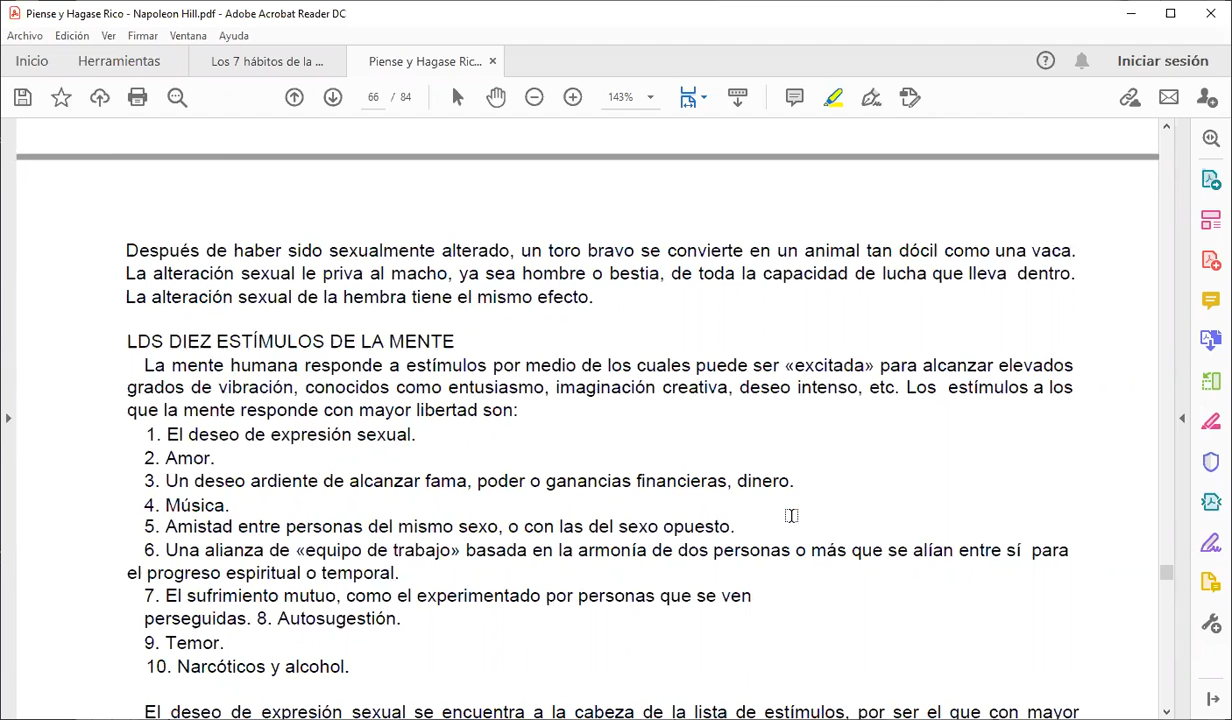 Piense y Hagase Rico - Napoleon Hill.pdf - Adobe Acrobat Reader DC
Archivo Edición Ver Firmar Ventana Ayuda
Inicio Herramientas Los 7 hábitos de la ... Piense y Hagase Ric... × Iniciar sesión
66 / 84 143%
Después de haber sido sexualmente alterado, un toro bravo se convierte en un animal tan dócil como una vaca.
La alteración sexual le priva al macho, ya sea hombre o bestia, de toda la capacidad de lucha que lleva dentro.
La alteración sexual de la hembra tiene el mismo efecto.
LDS DIEZ ESTÍMULOS DE LA MENTE
La mente humana responde a estímulos por medio de los cuales puede ser «excitada» para alcanzar elevados
grados de vibración, conocidos como entusiasmo, imaginación creativa, deseo intenso, etc. Los estímulos a los
que la mente responde con mayor libertad son:
1. El deseo de expresión sexual.
2. Amor.
3. Un deseo ardiente de alcanzar fama, poder o ganancias financieras, dinero.
4. Música.
5. Amistad entre personas del mismo sexo, o con las del sexo opuesto.
6. Una alianza de «equipo de trabajo» basada en la armonía de dos personas o más que se alían entre sí para
el progreso espiritual o temporal.
7. El sufrimiento mutuo, como el experimentado por personas que se ven
perseguidas. 8. Autosugestión.
9. Temor.
10. Narcóticos y alcohol.
El deseo de expresión sexual se encuentra a la cabeza de la lista de estímulos, por ser el que con mayor